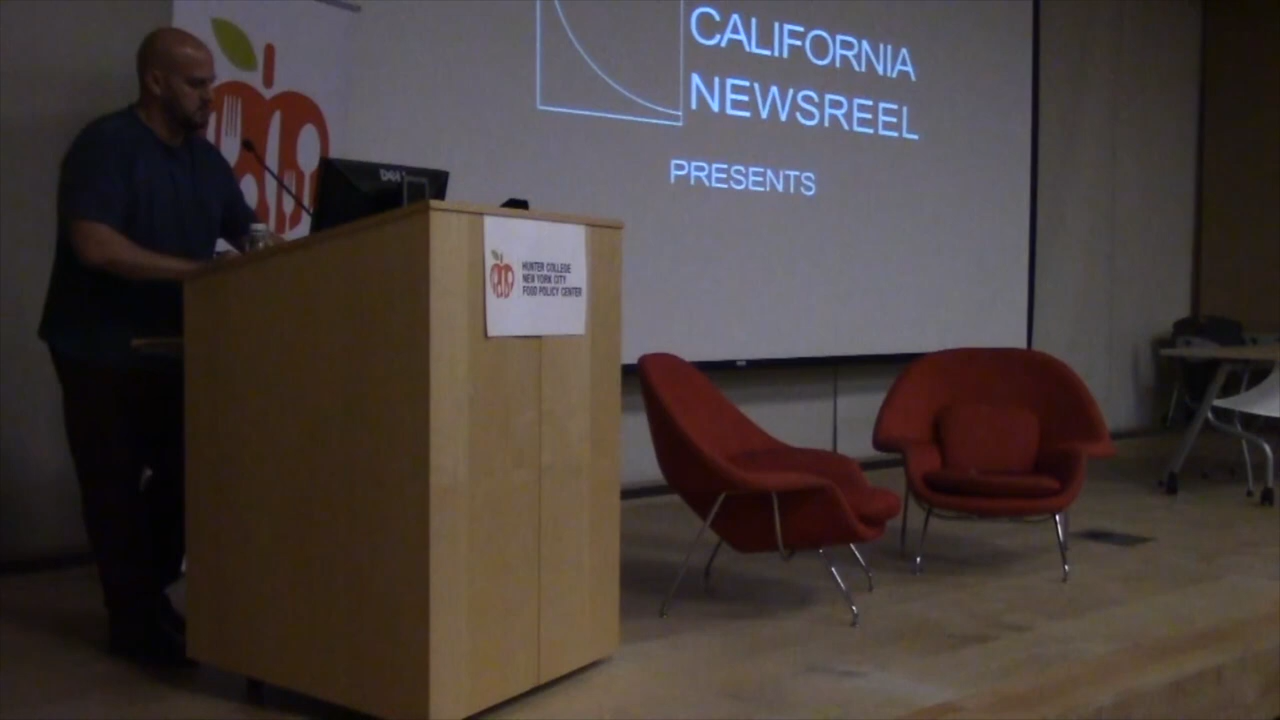 CALIFORNIA
NEWSREEL
PRESENTS
DELL
HUNTER COLLEGE
NEW YORK CITY
FOOD POLICY CENTER